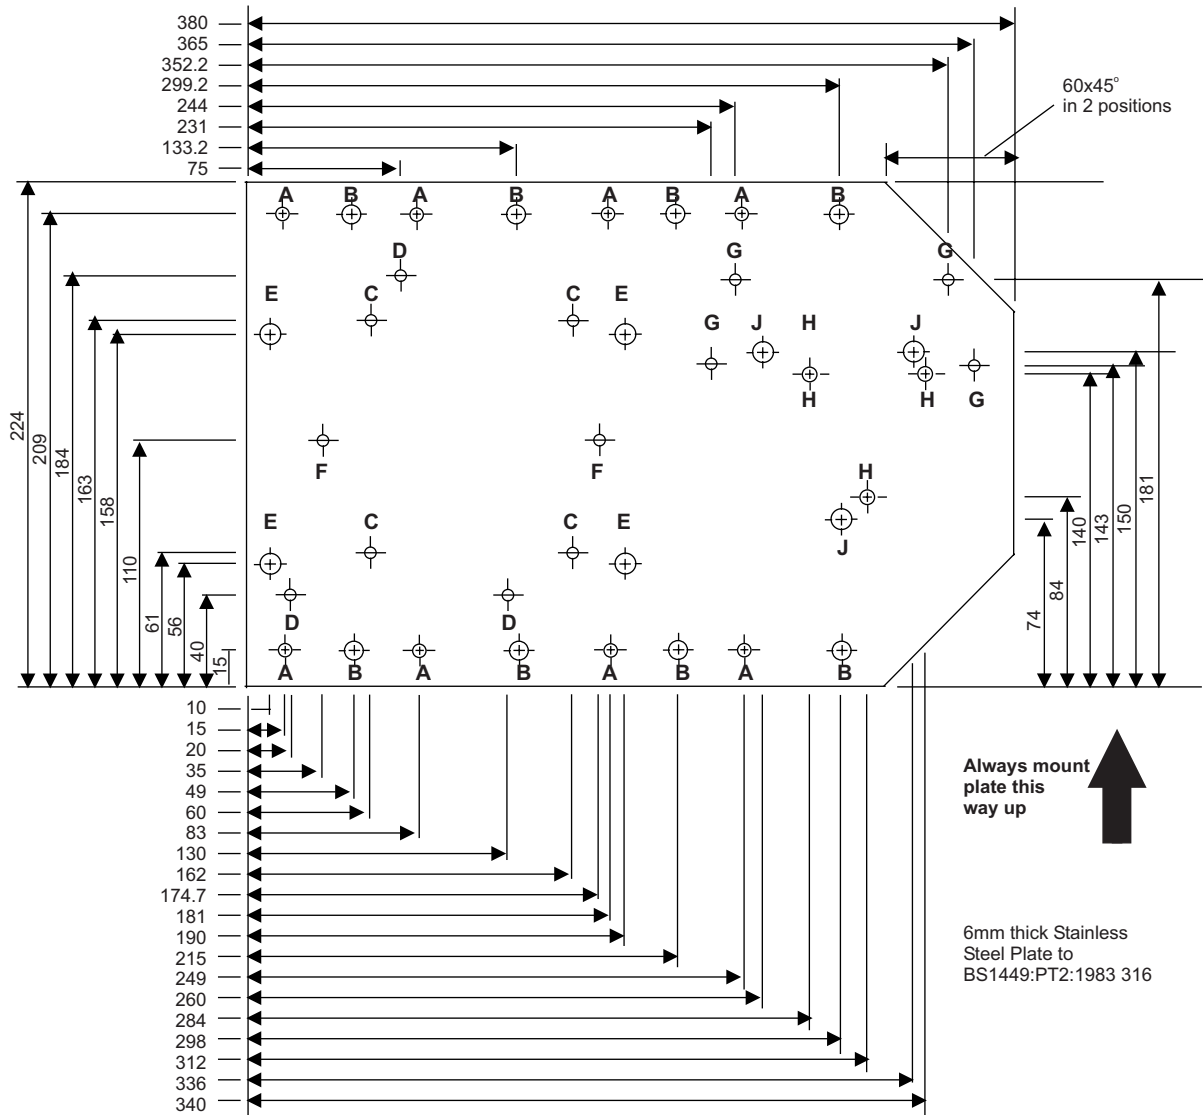 380
365
352.2
299.2
244
231
133.2
75
60x45°
in 2 positions
A B A B A B A B
D G G
E C C E
G J H J
H H G
F F
H
E C C E
J
D D
A B A B A B A B
224
209
184
163
158
110
61
56
40
15
74
84
140
143
150
181
10
15
20
35
49
60
83
130
162
174.7
181
190
215
249
260
284
298
312
336
340
Always mount
plate this
way up
6mm thick Stainless
Steel Plate to
BS1449:PT2:1983 316